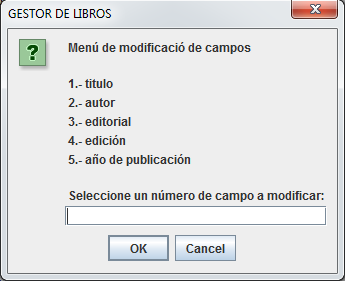 GESTOR DE LIBROS
Menú de modificació de campos
1.- titulo
2.- autor
3.- editorial
4.- edición
5.- año de publicación
Seleccione un número de campo a modificar:
OK
Cancel